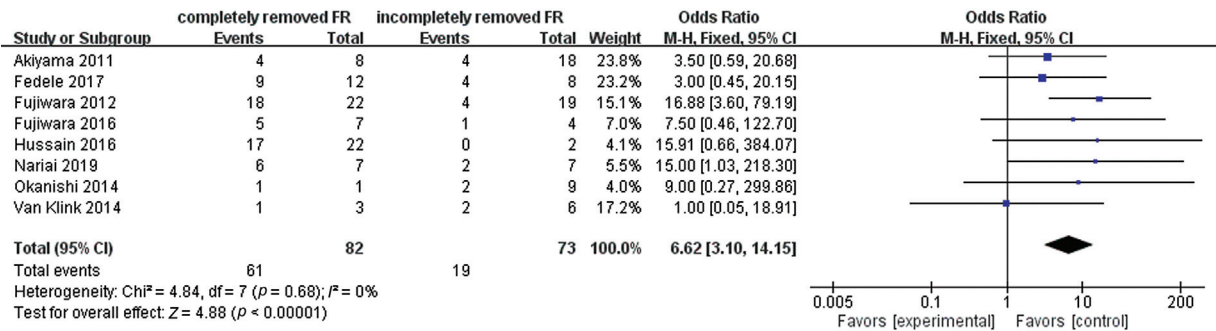 completely removed FR incompletely removed FR Odds Ratio Odds Ratio
Study or Subgroup Events Total Events Total Weight M-H, Fixed, 95% CI M-H, Fixed, 95% CI
Akiyama 2011 4 8 4 18 23.8% 3.50 [0.59, 20.68]
Fedele 2017 9 12 4 8 23.2% 3.00 [0.45, 20.15]
Fujiwara 2012 18 22 4 19 15.1% 16.88 [3.60, 79.19]
Fujiwara 2016 5 7 1 4 7.0% 7.50 [0.46, 122.70]
Hussain 2016 17 22 0 2 4.1% 15.91 [0.66, 384.07]
Nariai 2019 6 7 2 7 5.5% 15.00 [1.03, 218.30]
Okanishi 2014 1 1 2 9 4.0% 9.00 [0.27, 299.86]
Van Klink 2014 1 3 2 6 17.2% 1.00 [0.05, 18.91]
Total (95% CI) 82 73 100.0% 6.62 [3.10, 14.15]
Total events 61 19
Heterogeneity: Chi² = 4.84, df = 7 (p = 0.68); I² = 0%
Test for overall effect: Z = 4.88 (p < 0.00001)
0.005 0.1 1 10 200
Favors [experimental] Favors [control]